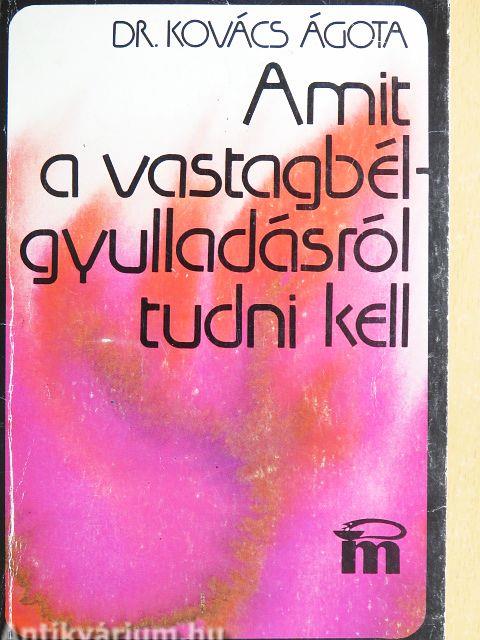 DR. KOVÁCS ÁGOTA
Amit
a vastagbél-
gyulladásról
tudni kell
m
Antikvárium.hu